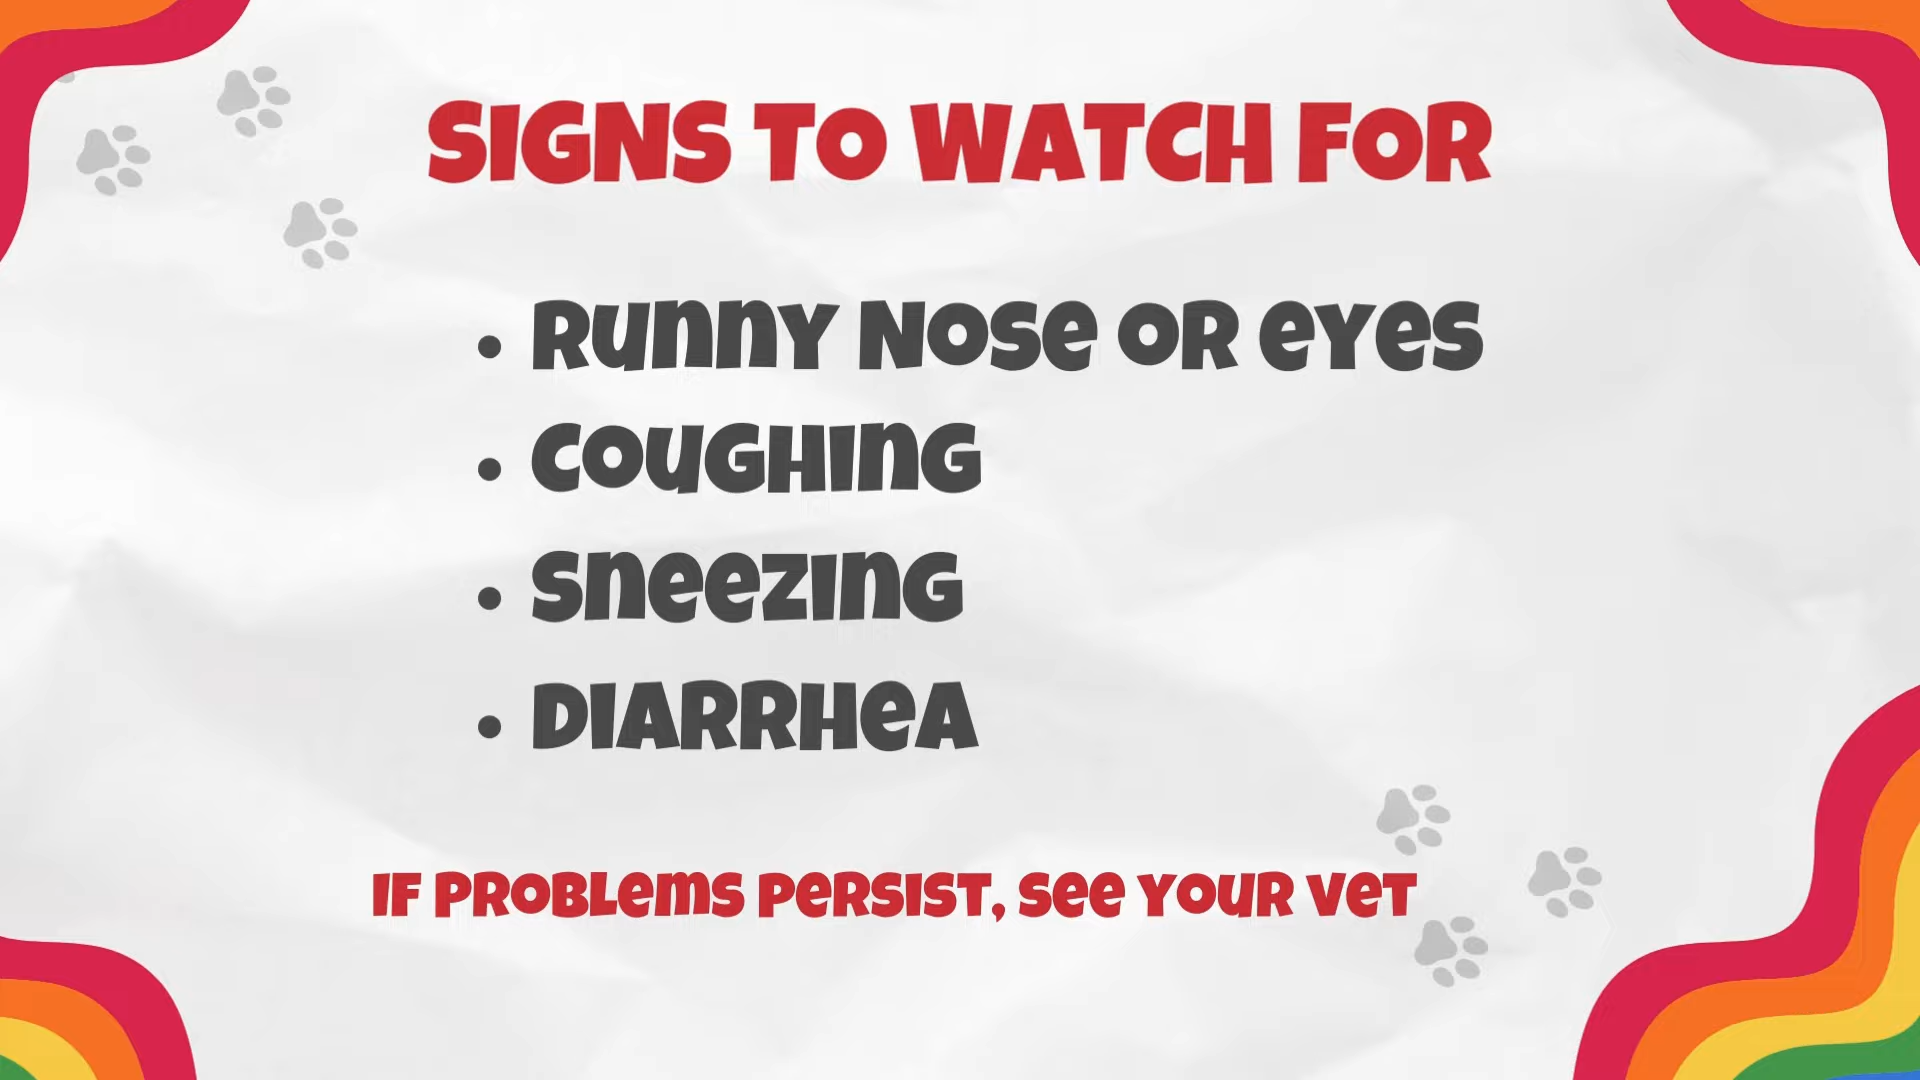 SIGNS TO WATCH FOR
• Runny Nose or Eyes
• Coughing
• Sneezing
• Diarrhea
If problems persist, see your vet